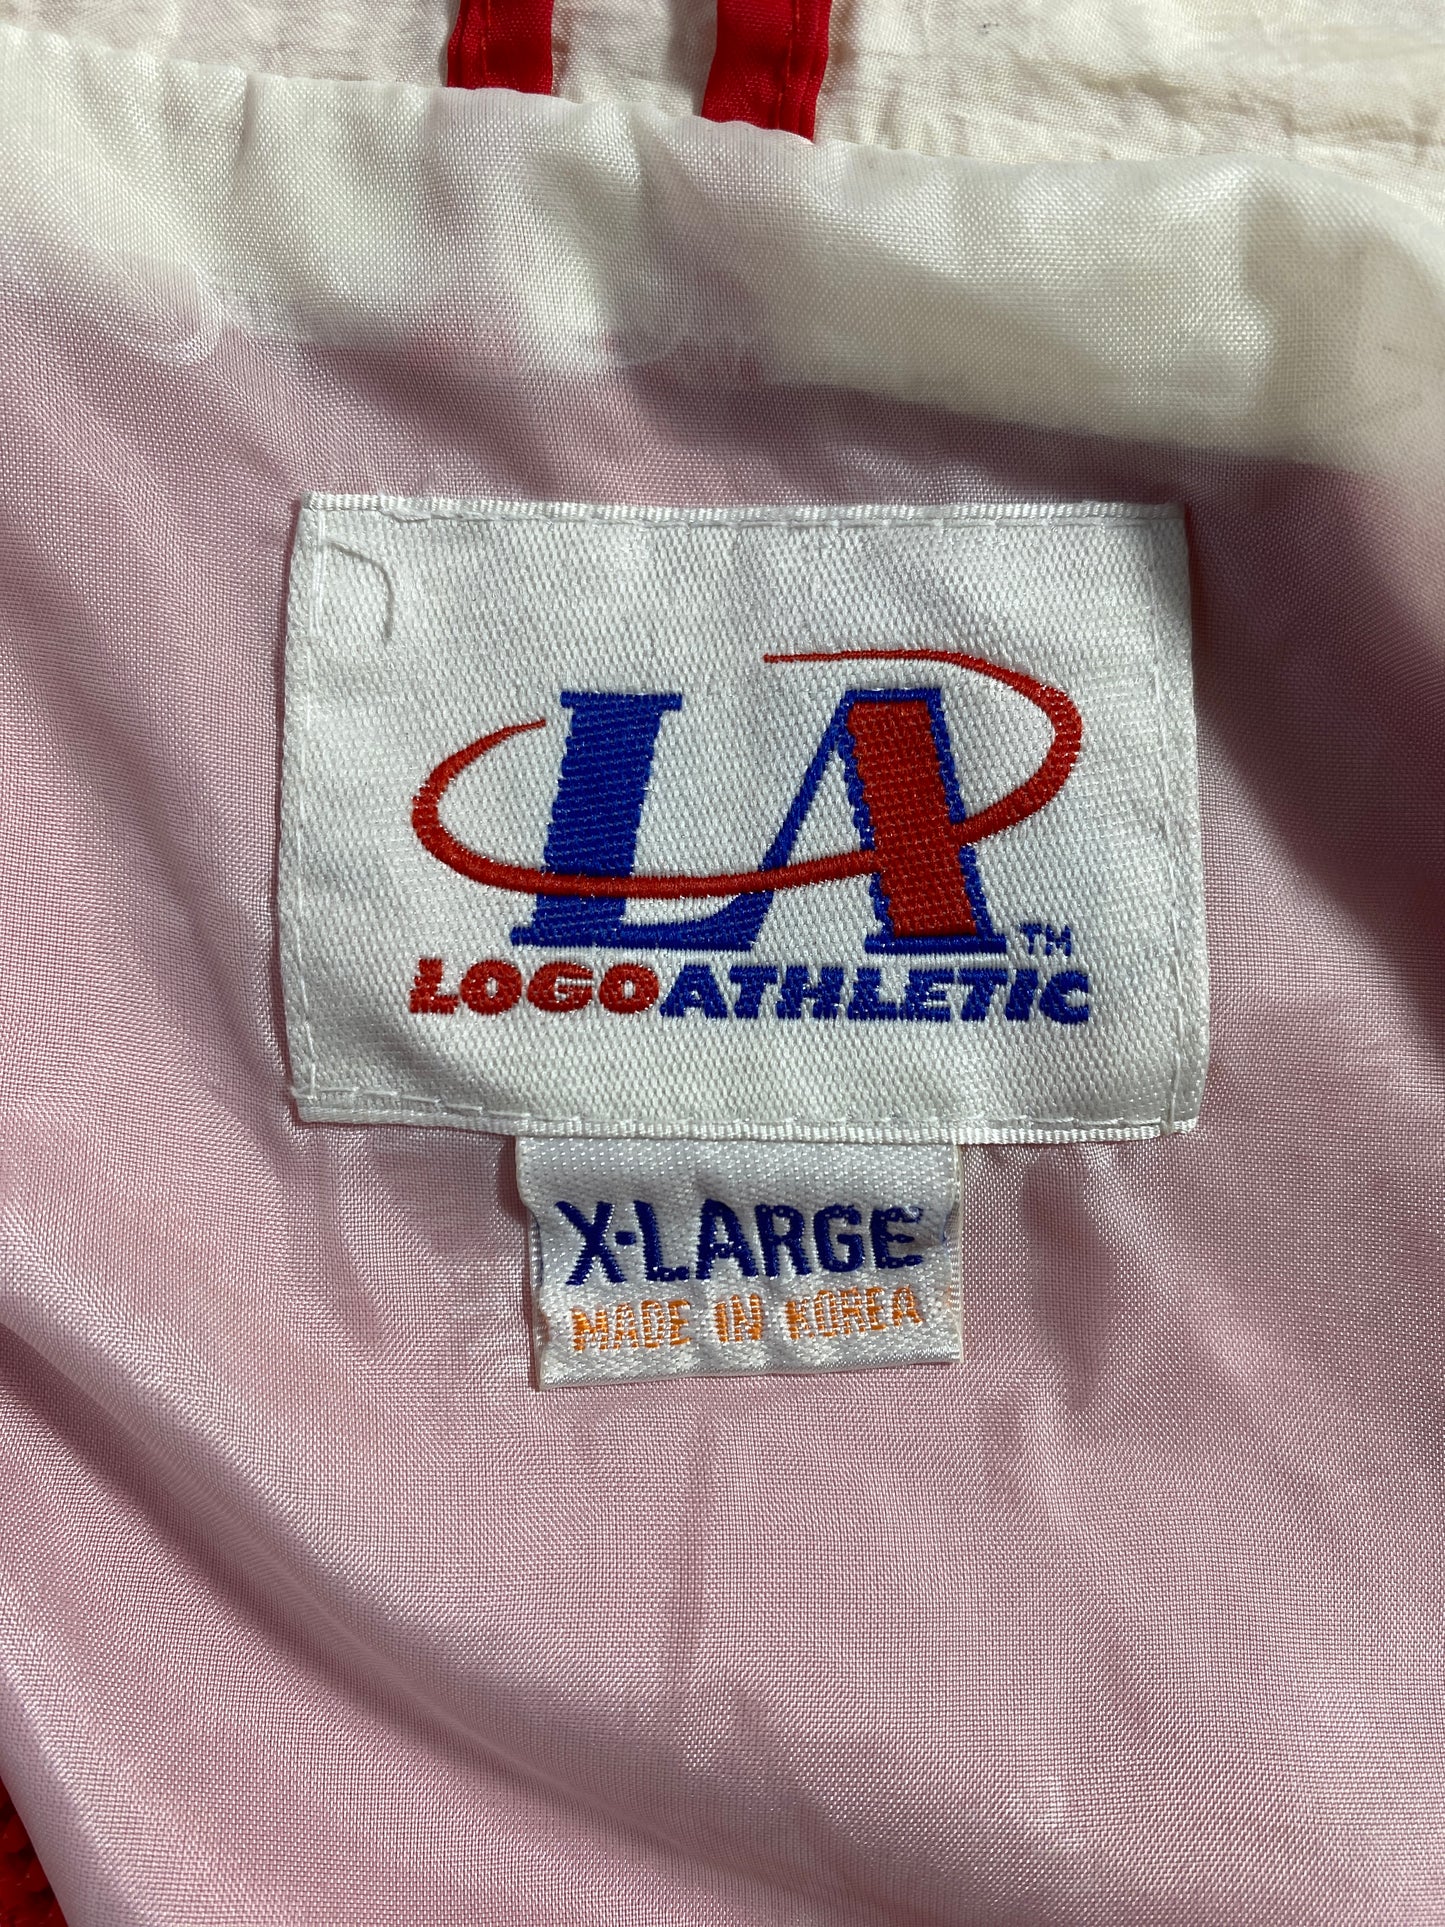 LA TM
LOGOATHLETIC
X-LARGE
MADE IN KOREA